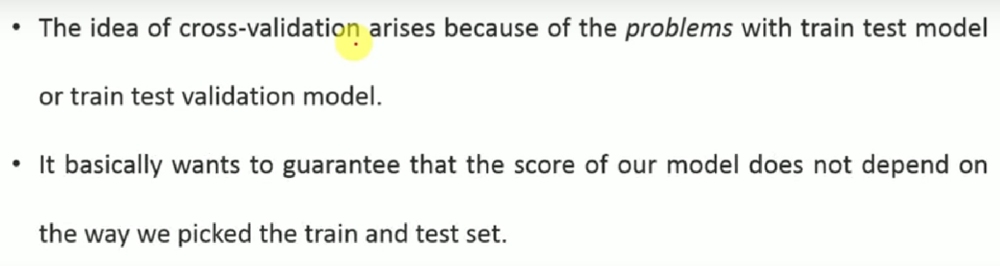 • The idea of cross-validation arises because of the problems with train test model
or train test validation model.
• It basically wants to guarantee that the score of our model does not depend on
the way we picked the train and test set.